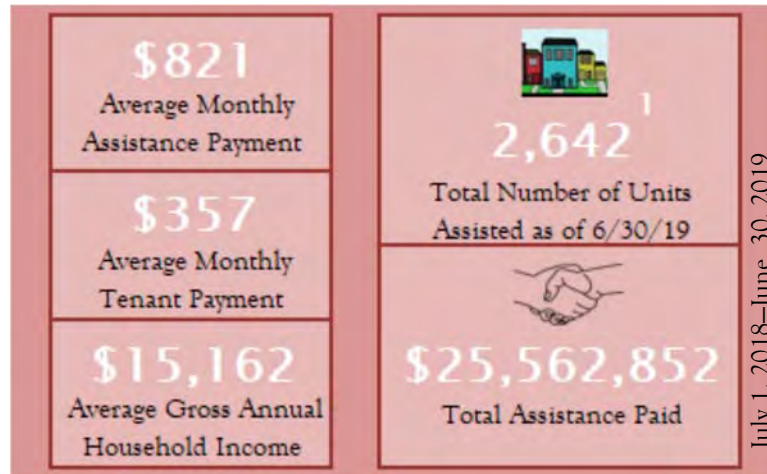 $821
Average Monthly
Assistance Payment
$357
Average Monthly
Tenant Payment
$15,162
Average Gross Annual
Household Income
2,642 1
Total Number of Units
Assisted as of 6/30/19
$25,562,852
Total Assistance Paid
July 1, 2018–June 30, 2019